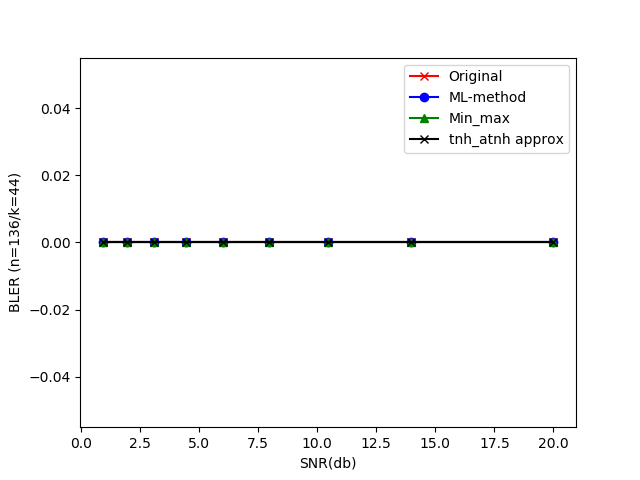 Original
ML-method
Min_max
tnh_atnh approx
0.04
0.02
0.00
−0.02
−0.04
BLER (n=136/k=44)
0.0 2.5 5.0 7.5 10.0 12.5 15.0 17.5 20.0
SNR(db)